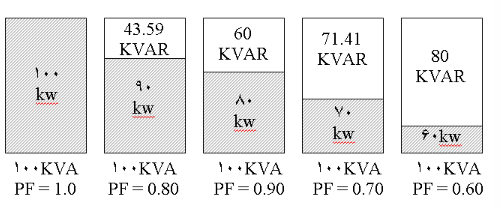 ۱۰۰
kw
43.59
KVAR
۹۰
kw
60
KVAR
۸۰
kw
71.41
KVAR
۷۰
kw
80
KVAR
۶۰kw
۱۰۰KVA
PF = 1.0
۱۰۰KVA
PF = 0.80
۱۰۰KVA
PF = 0.90
۱۰۰KVA
PF = 0.70
۱۰۰KVA
PF = 0.60